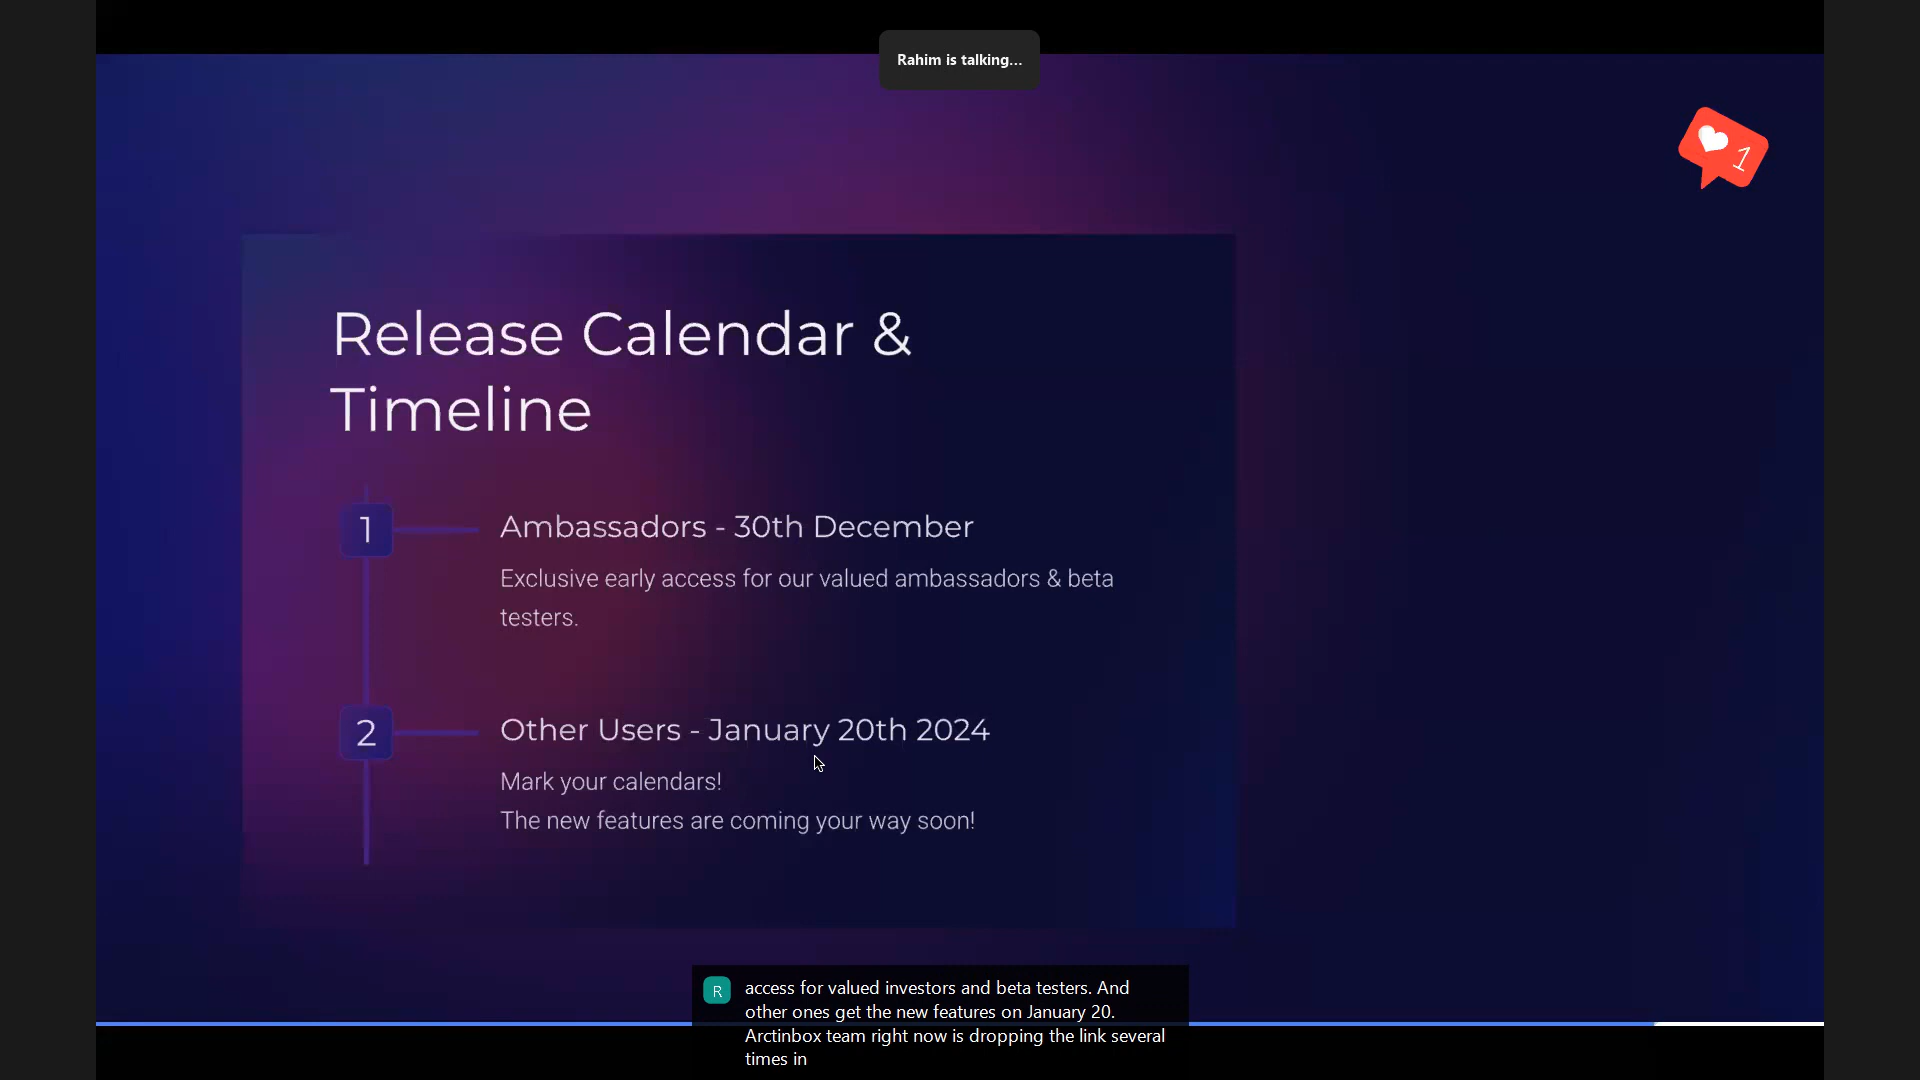 Rahim is talking...
1
Release Calendar &
Timeline
1
Ambassadors - 30th December
Exclusive early access for our valued ambassadors & beta
testers.
2
Other Users - January 20th 2024
Mark your calendars!
The new features are coming your way soon!
R
access for valued investors and beta testers. And
other ones get the new features on January 20.
Arctinbox team right now is dropping the link several
times in